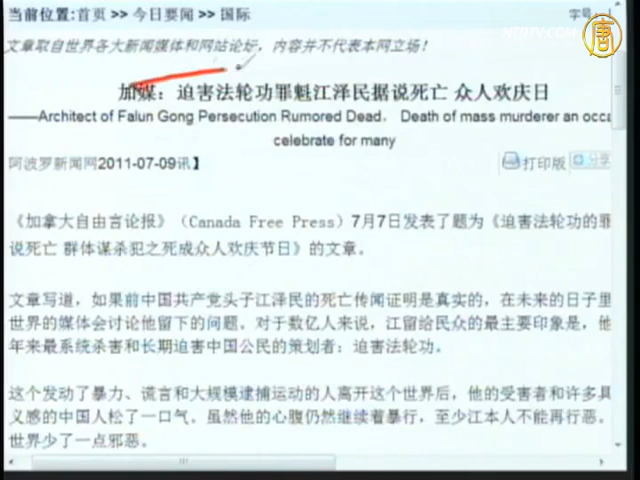 当前位置:首页 >> 今日要闻 >> 国际
字号
唐
文章取自世界各大新闻媒体和网站论坛，内容并不代表本网立场！
加媒：迫害法轮功罪魁江泽民据说死亡 众人欢庆日
——Architect of Falun Gong Persecution Rumored Dead， Death of mass murderer an occa
celebrate for many
阿波罗新闻网2011-07-09讯】
打印版 分享
《加拿大自由言论报》（Canada Free Press）7月7日发表了题为《迫害法轮功的罪
说死亡 群体谋杀犯之死成众人欢庆节日》的文章。
文章写道，如果前中国共产党头子江泽民的死亡传闻证明是真实的，在未来的日子里
世界的媒体会讨论他留下的问题。对于数亿人来说，江留给民众的最主要印象是，他
年来最系统杀害和长期迫害中国公民的策划者：迫害法轮功。
这个发动了暴力、谎言和大规模逮捕运动的人离开这个世界后，他的受害者和许多具
义感的中国人松了一口气。虽然他的心腹仍然继续着暴行，至少江本人不能再行恶。
世界少了一点邪恶。